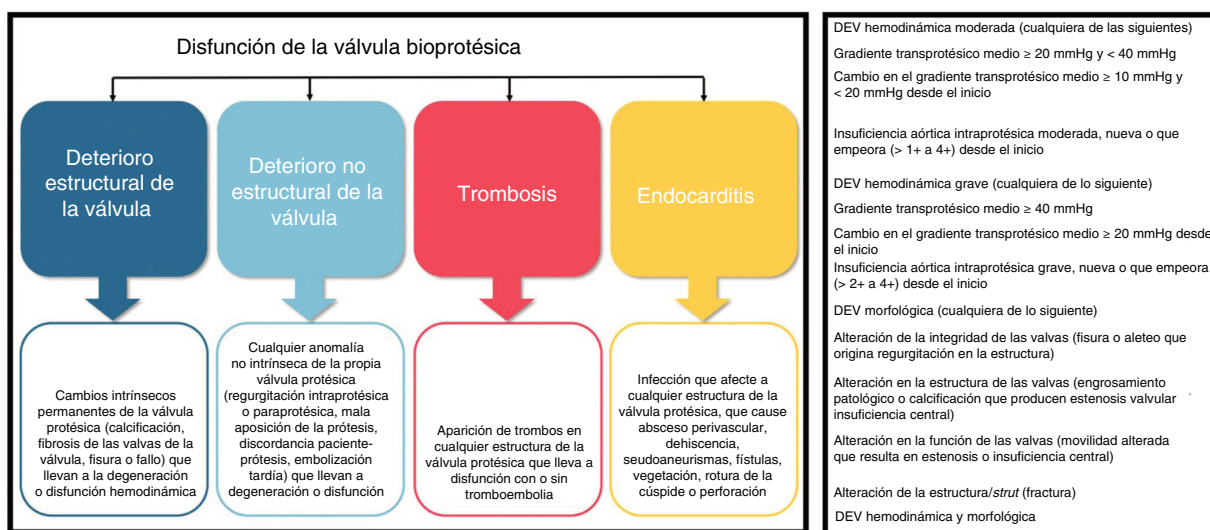 Disfunción de la válvula bioprotésica
Deterioro
estructural de
la válvula
Deterioro no
estructural de la
válvula
Trombosis
Endocarditis
Cambios intrínsecos
permanentes de la válvula
protésica (calcificación,
fibrosis de las valvas de la
válvula, fisura o fallo) que
llevan a la degeneración
o disfunción hemodinámica
Cualquier anomalía
no intrínseca de la propia
válvula protésica
(regurgitación intraprotésica
o paraprotésica, mala
aposición de la prótesis,
discordancia paciente-
prótesis, embolización
tardía) que llevan a
degeneración o disfunción
Aparición de trombos en
cualquier estructura de la
válvula protésica que lleva a
disfunción con o sin
tromboembolia
Infección que afecte a
cualquier estructura de la
válvula protésica, que cause
absceso perivascular,
dehiscencia,
seudoaneurismas, fístulas,
vegetación, rotura de la
cúspide o perforación
DEV hemodinámica moderada (cualquiera de las siguientes)
Gradiente transprotésico medio ≥ 20 mmHg y < 40 mmHg
Cambio en el gradiente transprotésico medio ≥ 10 mmHg y
< 20 mmHg desde el inicio
Insuficiencia aórtica intraprotésica moderada, nueva o que
empeora (> 1+ a 4+) desde el inicio
DEV hemodinámica grave (cualquiera de lo siguiente)
Gradiente transprotésico medio ≥ 40 mmHg
Cambio en el gradiente transprotésico medio ≥ 20 mmHg desde
el inicio
Insuficiencia aórtica intraprotésica grave, nueva o que empeora
(> 2+ a 4+) desde el inicio
DEV morfológica (cualquiera de lo siguiente)
Alteración de la integridad de las valvas (fisura o aleteo que
origina regurgitación en la estructura)
Alteración en la estructura de las valvas (engrosamiento
patológico o calcificación que producen estenosis valvular
insuficiencia central)
Alteración en la función de las valvas (movilidad alterada
que resulta en estenosis o insuficiencia central)
Alteración de la estructura/strut (fractura)
DEV hemodinámica y morfológica